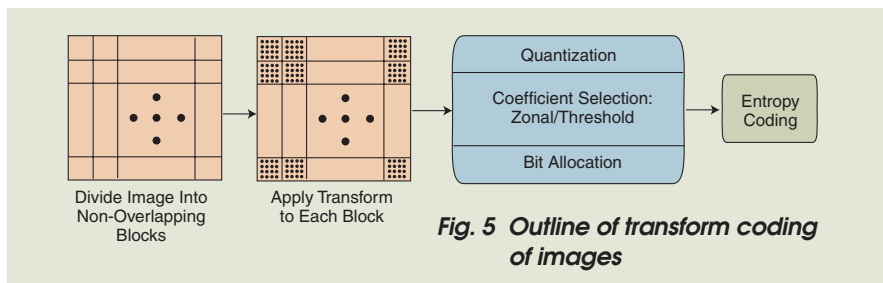 Divide Image Into
Non-Overlapping
Blocks
Apply Transform
to Each Block
Quantization
Coefficient Selection:
Zonal/Threshold
Bit Allocation
Entropy
Coding
Fig. 5 Outline of transform coding
of images